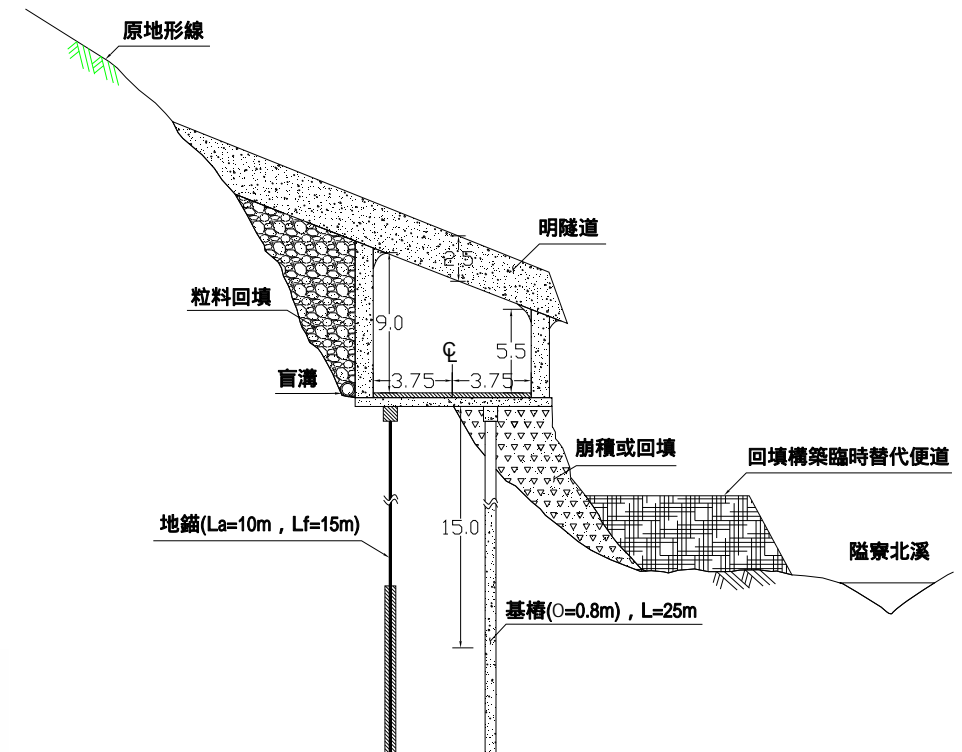 原地形線
明隧道
2.5
粒料回填
9.0
5.5
℄
3.75
3.75
盲溝
崩積或回填
回填構築臨時替代便道
地錨(La=10m , Lf=15m)
15.0
隘寮北溪
基樁(O=0.8m) , L=25m